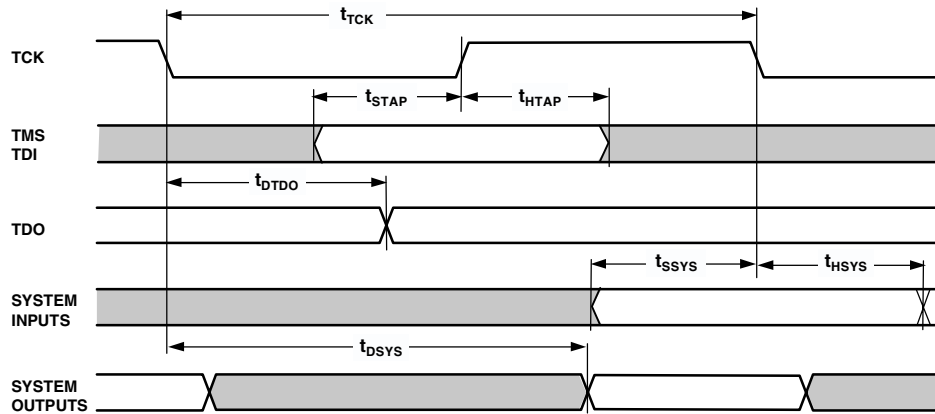 tTCK
TCK
tSTAP
tHTAP
TMS
TDI
tDTDO
TDO
tSSYS
tHSYS
SYSTEM
INPUTS
tDSYS
SYSTEM
OUTPUTS